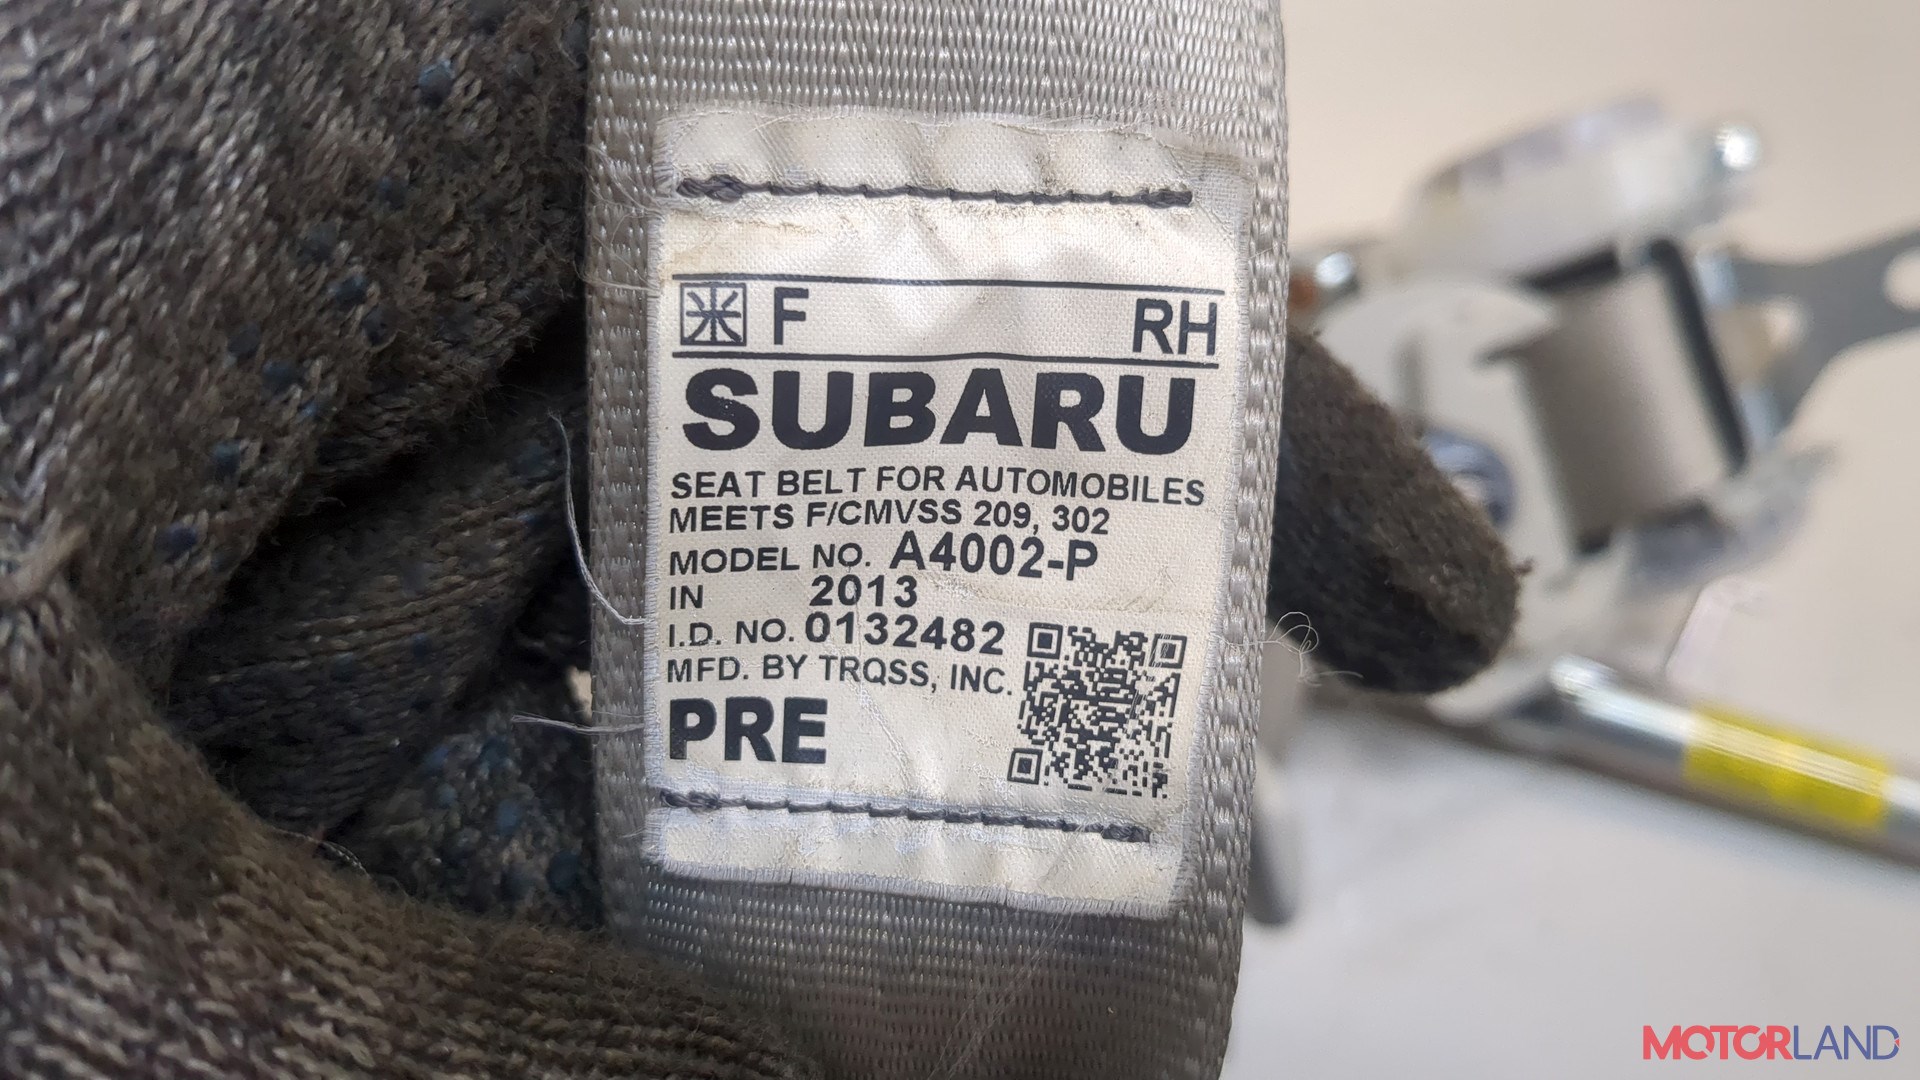 F RH
SUBARU
SEAT BELT FOR AUTOMOBILES
MEETS F/CMVSS 209, 302
MODEL NO. A4002-P
IN 2013
I.D. NO. 0132482
MFD. BY TRQSS, INC.
PRE
MOTORLAND